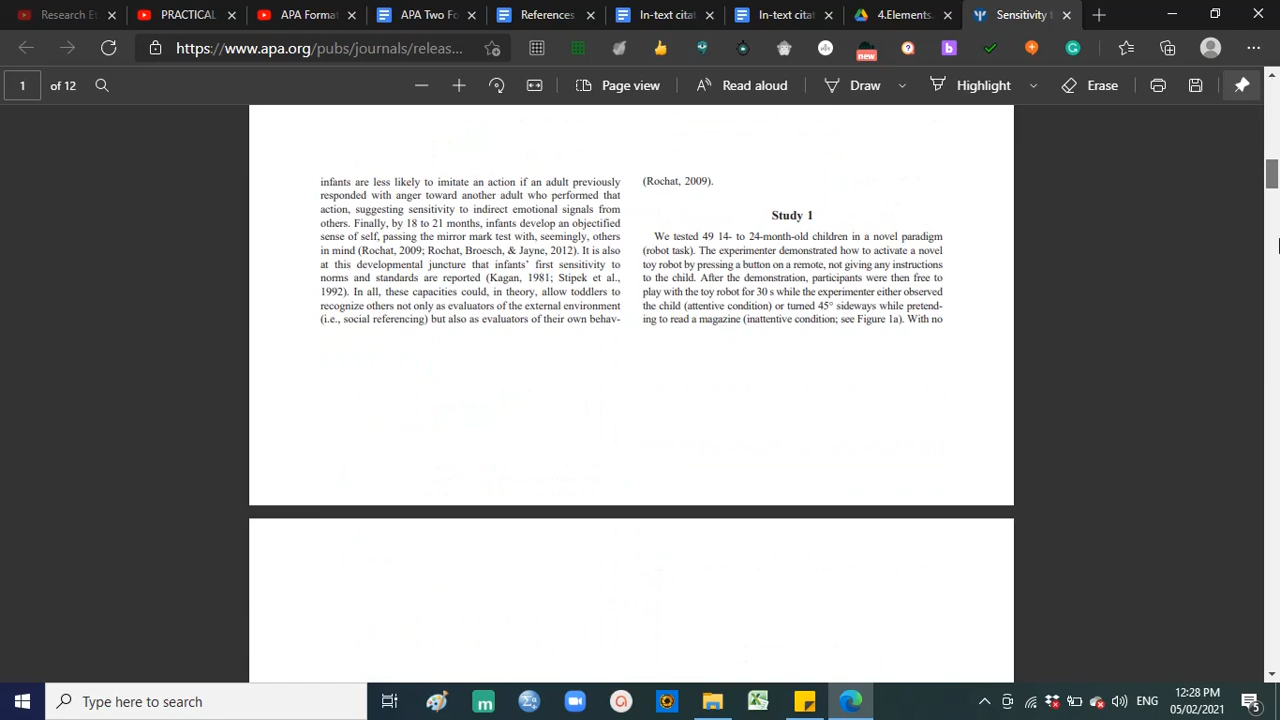 Research E
PRACTICAL
APA Format
APA Two Fo
References
In-text citat
In-text citat
4.Elements.
Sensitivity
https://www.apa.org/pubs/journals/releas...
new
1
of 12
Page view
Read aloud
Draw
Highlight
Erase
infants are less likely to imitate an action if an adult previously
responded with anger toward another adult who performed that
action, suggesting sensitivity to indirect emotional signals from
others. Finally, by 18 to 21 months, infants develop an objectified
sense of self, passing the mirror mark test with, seemingly, others
in mind (Rochat, 2009; Rochat, Broesch, & Jayne, 2012). It is also
at this developmental juncture that infants' first sensitivity to
norms and standards are reported (Kagan, 1981; Stipek et al.,
1992). In all, these capacities could, in theory, allow toddlers to
recognize others not only as evaluators of the external environment
(i.e., social referencing) but also as evaluators of their own behav-
(Rochat, 2009).
Study 1
We tested 49 14- to 24-month-old children in a novel paradigm
(robot task). The experimenter demonstrated how to activate a novel
toy robot by pressing a button on a remote, not giving any instructions
to the child. After the demonstration, participants were then free to
play with the toy robot for 30 s while the experimenter either observed
the child (attentive condition) or turned 45° sideways while pretend-
ing to read a magazine (inattentive condition; see Figure 1a). With no
Type here to search
ENG
12:28 PM
05/02/2021
5